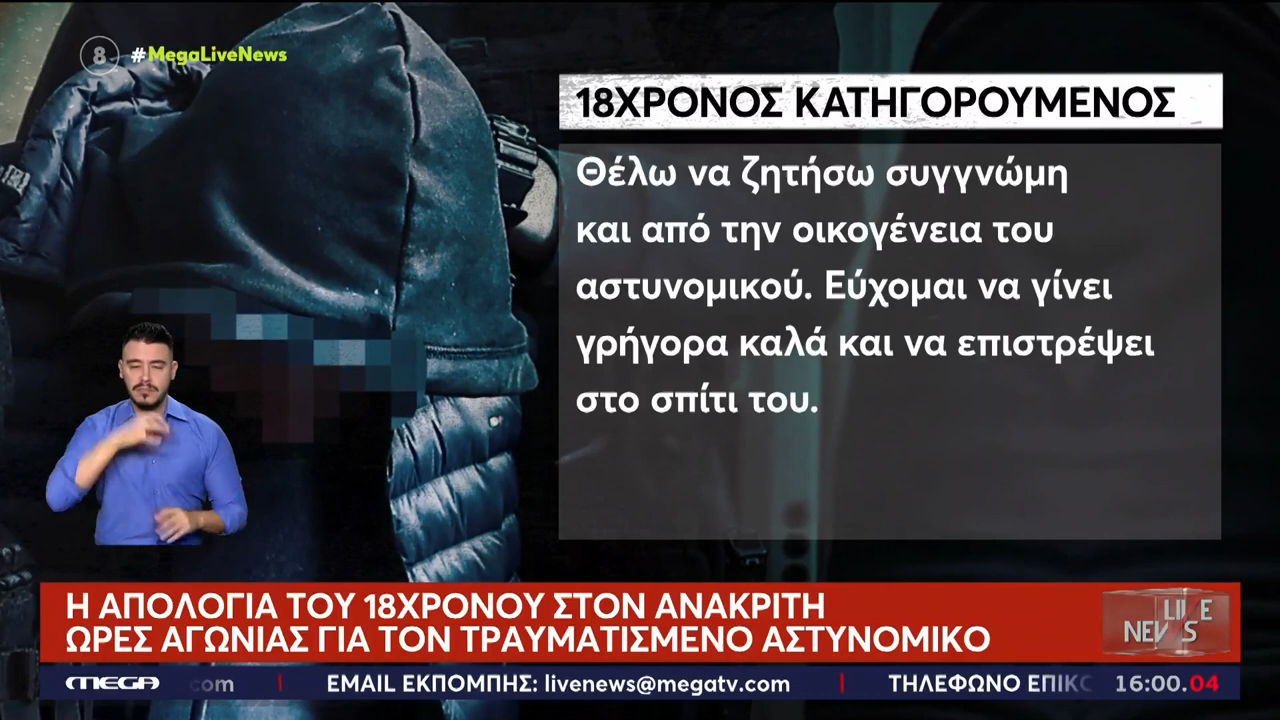 8 #MegaLiveNews
18ΧΡΟΝΟΣ ΚΑΤΗΓΟΡΟΥΜΕΝΟΣ
Θέλω να ζητήσω συγγνώμη
και από την οικογένεια του
αστυνομικού. Εύχομαι να γίνει
γρήγορα καλά και να επιστρέψει
στο σπίτι του.
Η ΑΠΟΛΟΓΙΑ ΤΟΥ 18ΧΡΟΝΟΥ ΣΤΟΝ ΑΝΑΚΡΙΤΗ
ΩΡΕΣ ΑΓΩΝΙΑΣ ΓΙΑ ΤΟΝ ΤΡΑΥΜΑΤΙΣΜΕΝΟ ΑΣΤΥΝΟΜΙΚΟ
LIVE
NEWS
MEGA com EMAIL ΕΚΠΟΜΠΗΣ: livenews@megatv.com ΤΗΛΕΦΩΝΟ 16:00.04